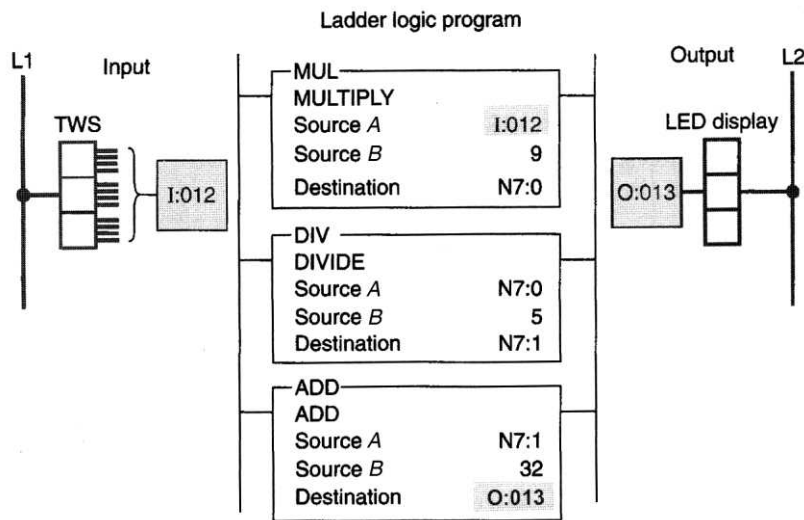 Ladder logic program
L1
Input
Output
L2
TWS
I:012
MUL
MULTIPLY
Source A I:012
Source B 9
Destination N7:0
DIV
DIVIDE
Source A N7:0
Source B 5
Destination N7:1
ADD
ADD
Source A N7:1
Source B 32
Destination O:013
LED display
O:013